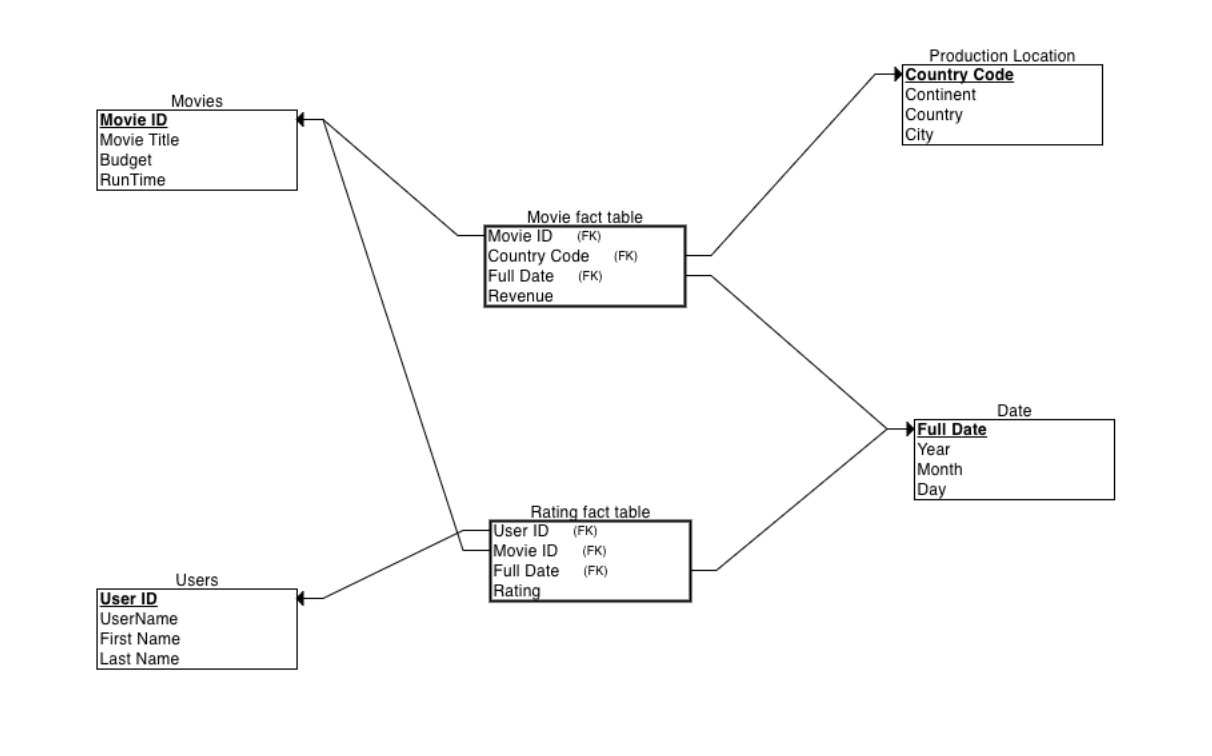 Production Location
Country Code
Continent
Country
City
Movies
Movie ID
Movie Title
Budget
RunTime
Movie fact table
Movie ID (FK)
Country Code (FK)
Full Date (FK)
Revenue
Date
Full Date
Year
Month
Day
Rating fact table
User ID (FK)
Movie ID (FK)
Full Date (FK)
Rating
Users
User ID
UserName
First Name
Last Name